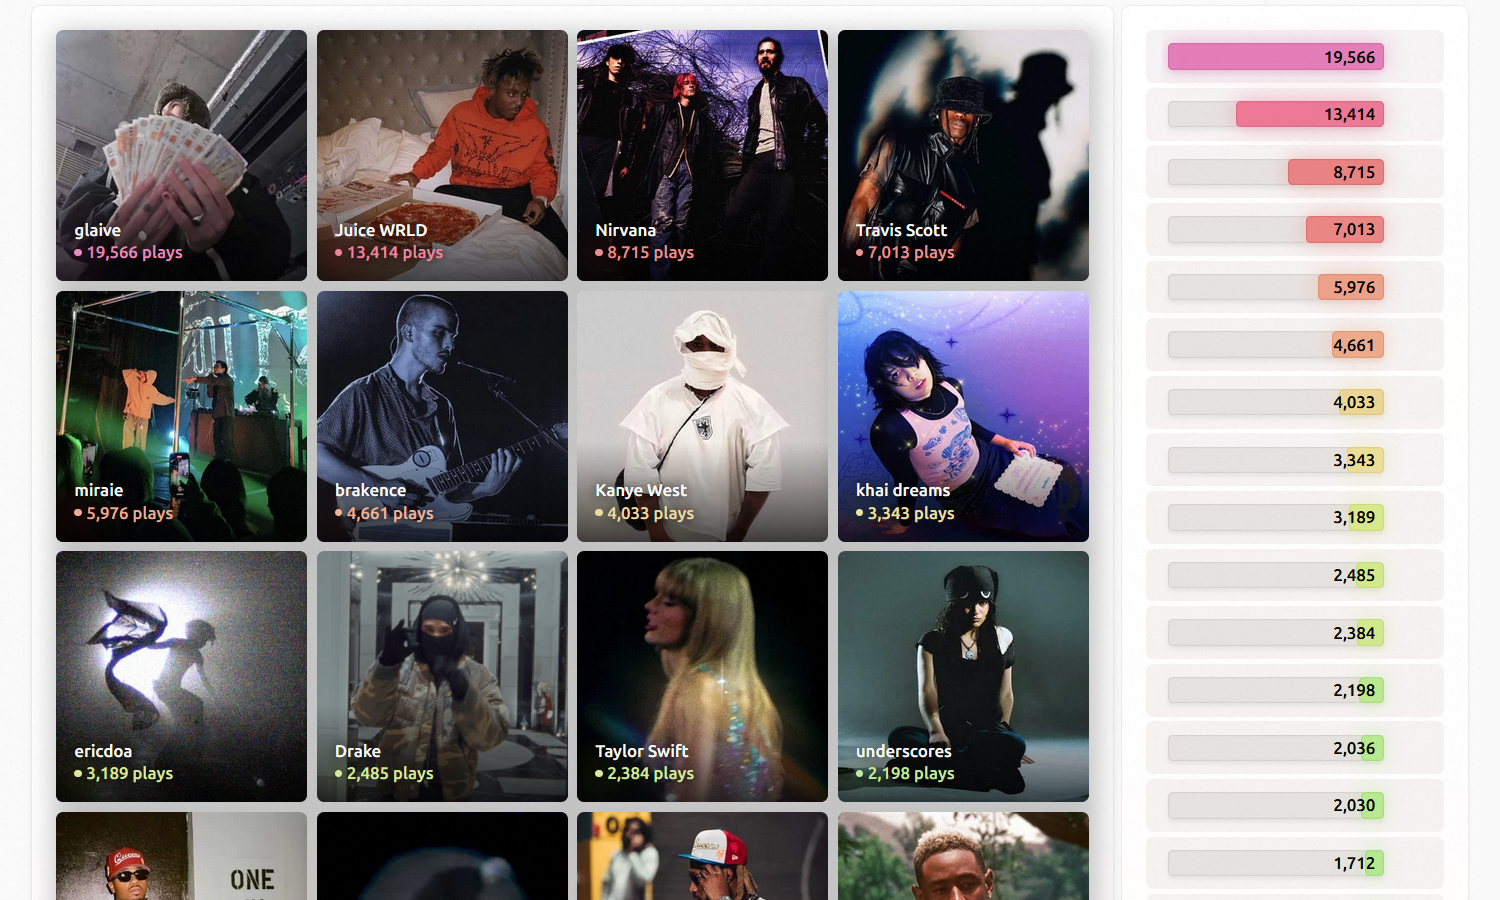 glaive
19,566 plays
Juice WRLD
13,414 plays
Nirvana
8,715 plays
Travis Scott
7,013 plays
miraie
5,976 plays
brakence
4,661 plays
Kanye West
4,033 plays
khai dreams
3,343 plays
ericdoa
3,189 plays
Drake
2,485 plays
Taylor Swift
2,384 plays
underscores
2,198 plays
ONE
19,566
13,414
8,715
7,013
5,976
4,661
4,033
3,343
3,189
2,485
2,384
2,198
2,036
2,030
1,712